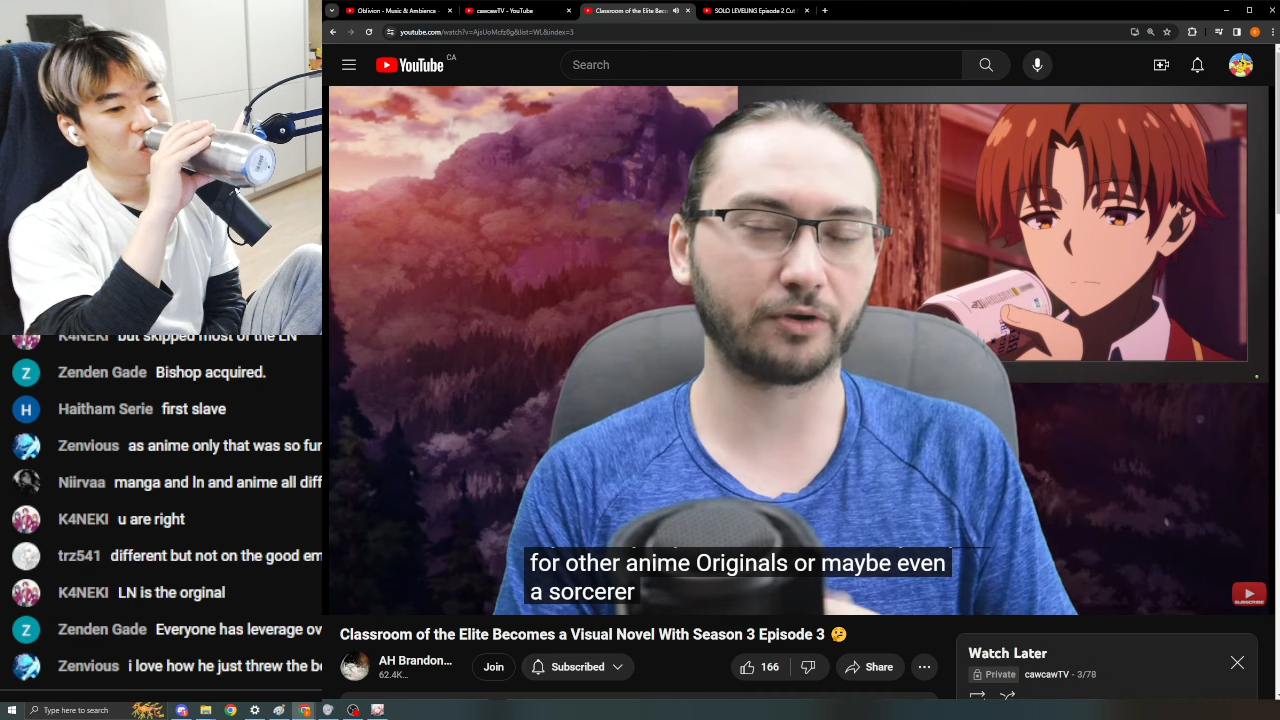 Oblivion - Music & Ambience -
cawcawTV - YouTube
Classroom of the Elite Beco
SOLO LEVELING Episode 2 Cut
youtube.com/watch?v=AjsUoMcfz8g&list=WL&index=3
YouTube CA
Search
K4NEKI but skipped most of the LN
Zenden Gade Bishop acquired.
Haitham Serie first slave
Zenvious as anime only that was so fun
Niirvaa manga and ln and anime all diff
K4NEKI u are right
trz541 different but not on the good em
K4NEKI LN is the orginal
Zenden Gade Everyone has leverage ov
Zenvious i love how he just threw the bo
for other anime Originals or maybe even
a sorcerer
SUBSCRIBE
Classroom of the Elite Becomes a Visual Novel With Season 3 Episode 3 🤔
AH Brandon...
62.4K...
Join
Subscribed
166
Share
Watch Later
Private cawcawTV - 3/78
Type here to search